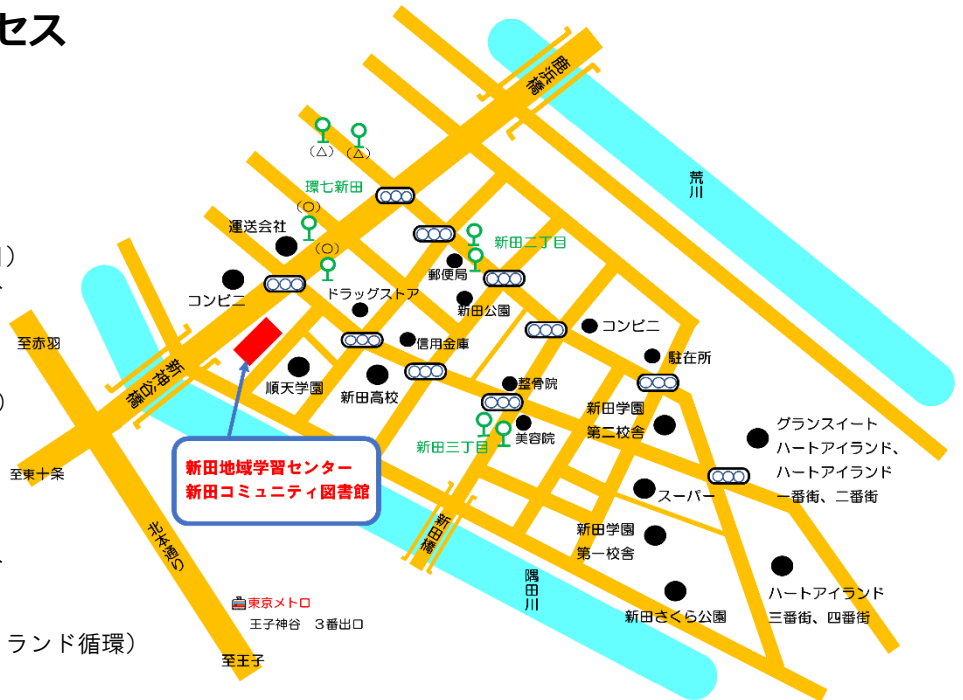 セス
鹿浜橋
荒川
(△)
(△)
環七新田
(○)
運送会社
(○)
新田二丁目
郵便局
コンビニ
ドラッグストア
新田公園
コンビニ
信用金庫
駐在所
至赤羽
新神谷橋
順天学園
新田高校
整骨院
新田学園
第二校舎
グランスイート
ハートアイランド、
ハートアイランド
一番街、二番街
美容院
新田三丁目
至東十条
新田地域学習センター
新田コミュニティ図書館
スーパー
北本通り
新田橋
新田学園
第一校舎
隅田川
ハートアイランド
三番街、四番街
新田さくら公園
東京メトロ
王子神谷 3番出口
至王子
ランド循環)